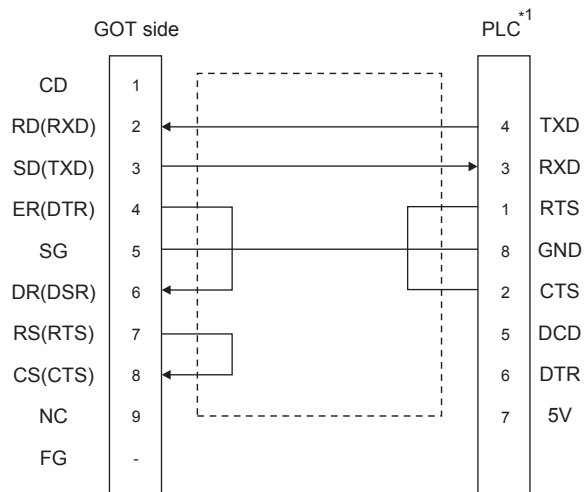 GOT side PLC*1
CD 1
RD(RXD) 2 4 TXD
SD(TXD) 3 3 RXD
ER(DTR) 4 1 RTS
SG 5 8 GND
DR(DSR) 6 2 CTS
RS(RTS) 7 5 DCD
CS(CTS) 8 6 DTR
NC 9 7 5V
FG -